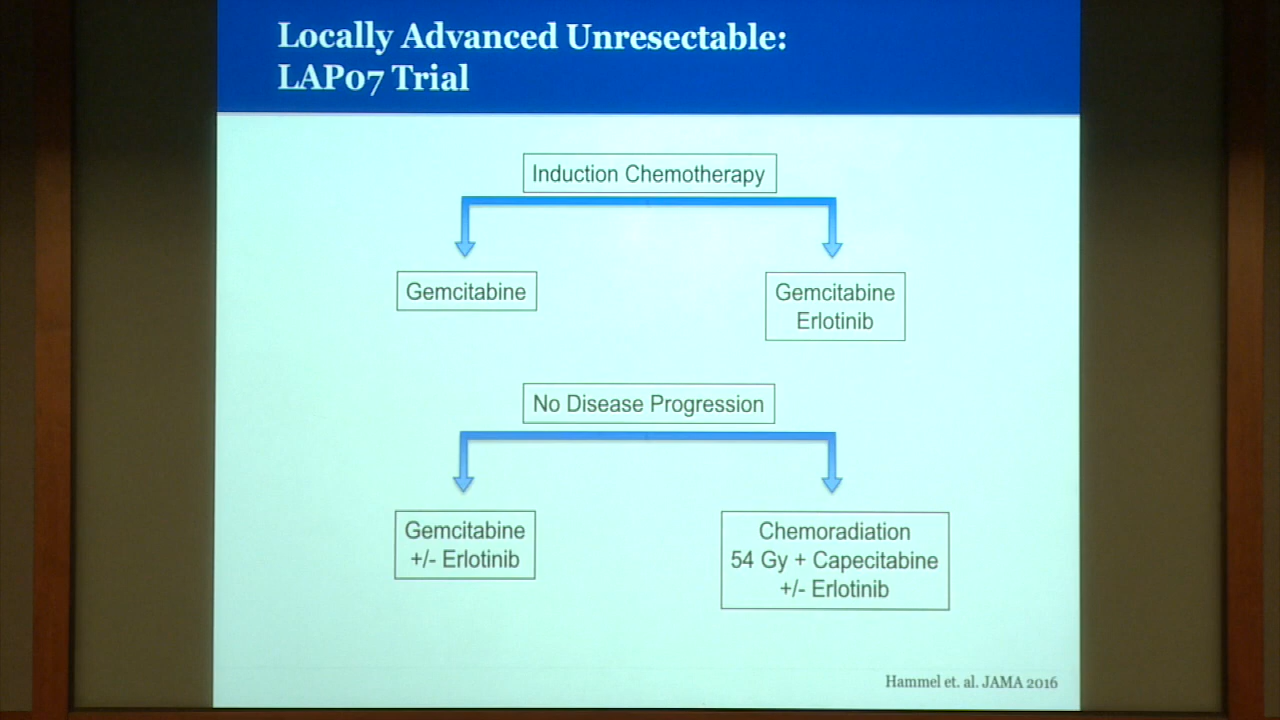 Locally Advanced Unresectable:
LAP07 Trial
Induction Chemotherapy
Gemcitabine
Gemcitabine
Erlotinib
No Disease Progression
Gemcitabine
+/- Erlotinib
Chemoradiation
54 Gy + Capecitabine
+/- Erlotinib
Hammel et. al. JAMA 2016